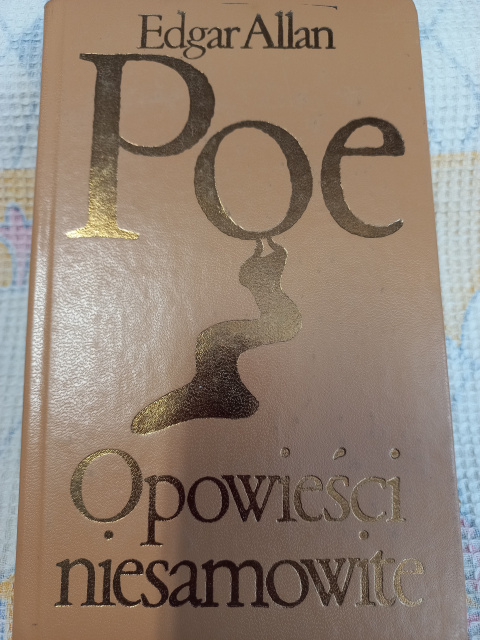 Edgar Allan
Poe
Opowieści
niesamowite